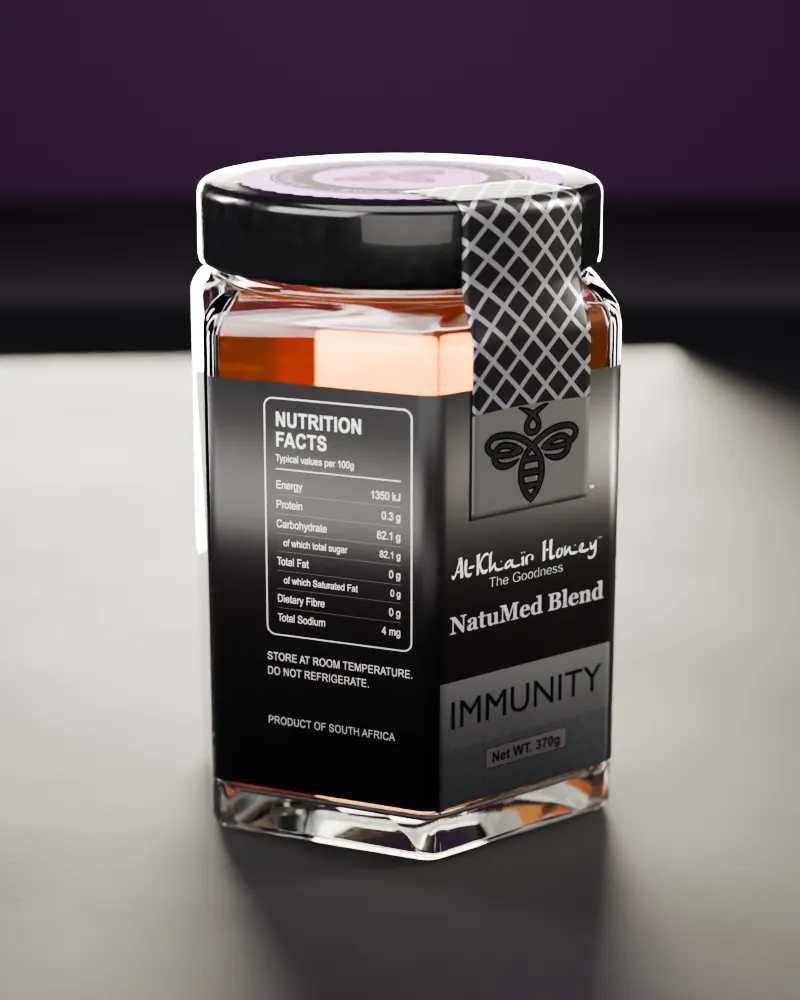 NUTRITION
FACTS
Typical values per 100g
Energy 1350 kJ
Protein 0.3 g
Carbohydrate 82.1 g
of which total sugar 82.1 g
Total Fat 0 g
of which Saturated Fat 0 g
Dietary Fibre 0 g
Total Sodium 4 mg
STORE AT ROOM TEMPERATURE.
DO NOT REFRIGERATE.
PRODUCT OF SOUTH AFRICA
Al-Khair Honey™
The Goodness
NatuMed Blend
IMMUNITY
Net WT. 370g